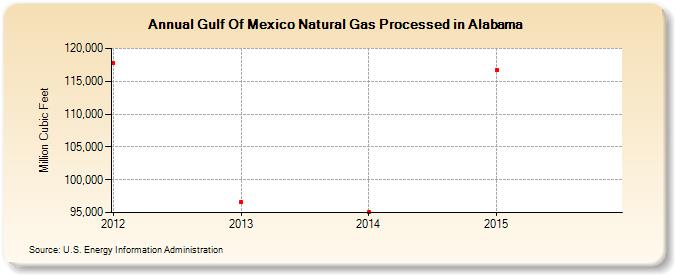 Annual Gulf Of Mexico Natural Gas Processed in Alabama
Million Cubic Feet
120,000
115,000
110,000
105,000
100,000
95,000
2012 2013 2014 2015
Source: U.S. Energy Information Administration